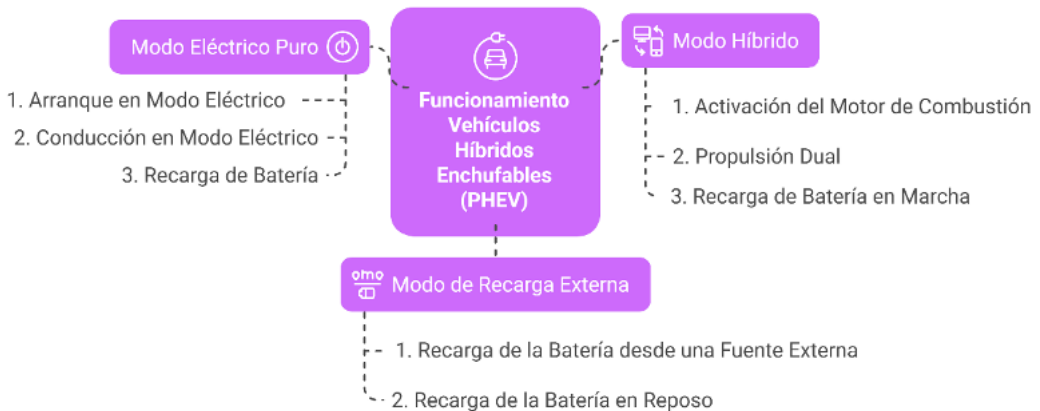 Funcionamiento
Vehículos
Híbridos
Enchufables
(PHEV)
Modo Eléctrico Puro
1. Arranque en Modo Eléctrico
2. Conducción en Modo Eléctrico
3. Recarga de Batería
Modo Híbrido
1. Activación del Motor de Combustión
2. Propulsión Dual
3. Recarga de Batería en Marcha
Modo de Recarga Externa
1. Recarga de la Batería desde una Fuente Externa
2. Recarga de la Batería en Reposo